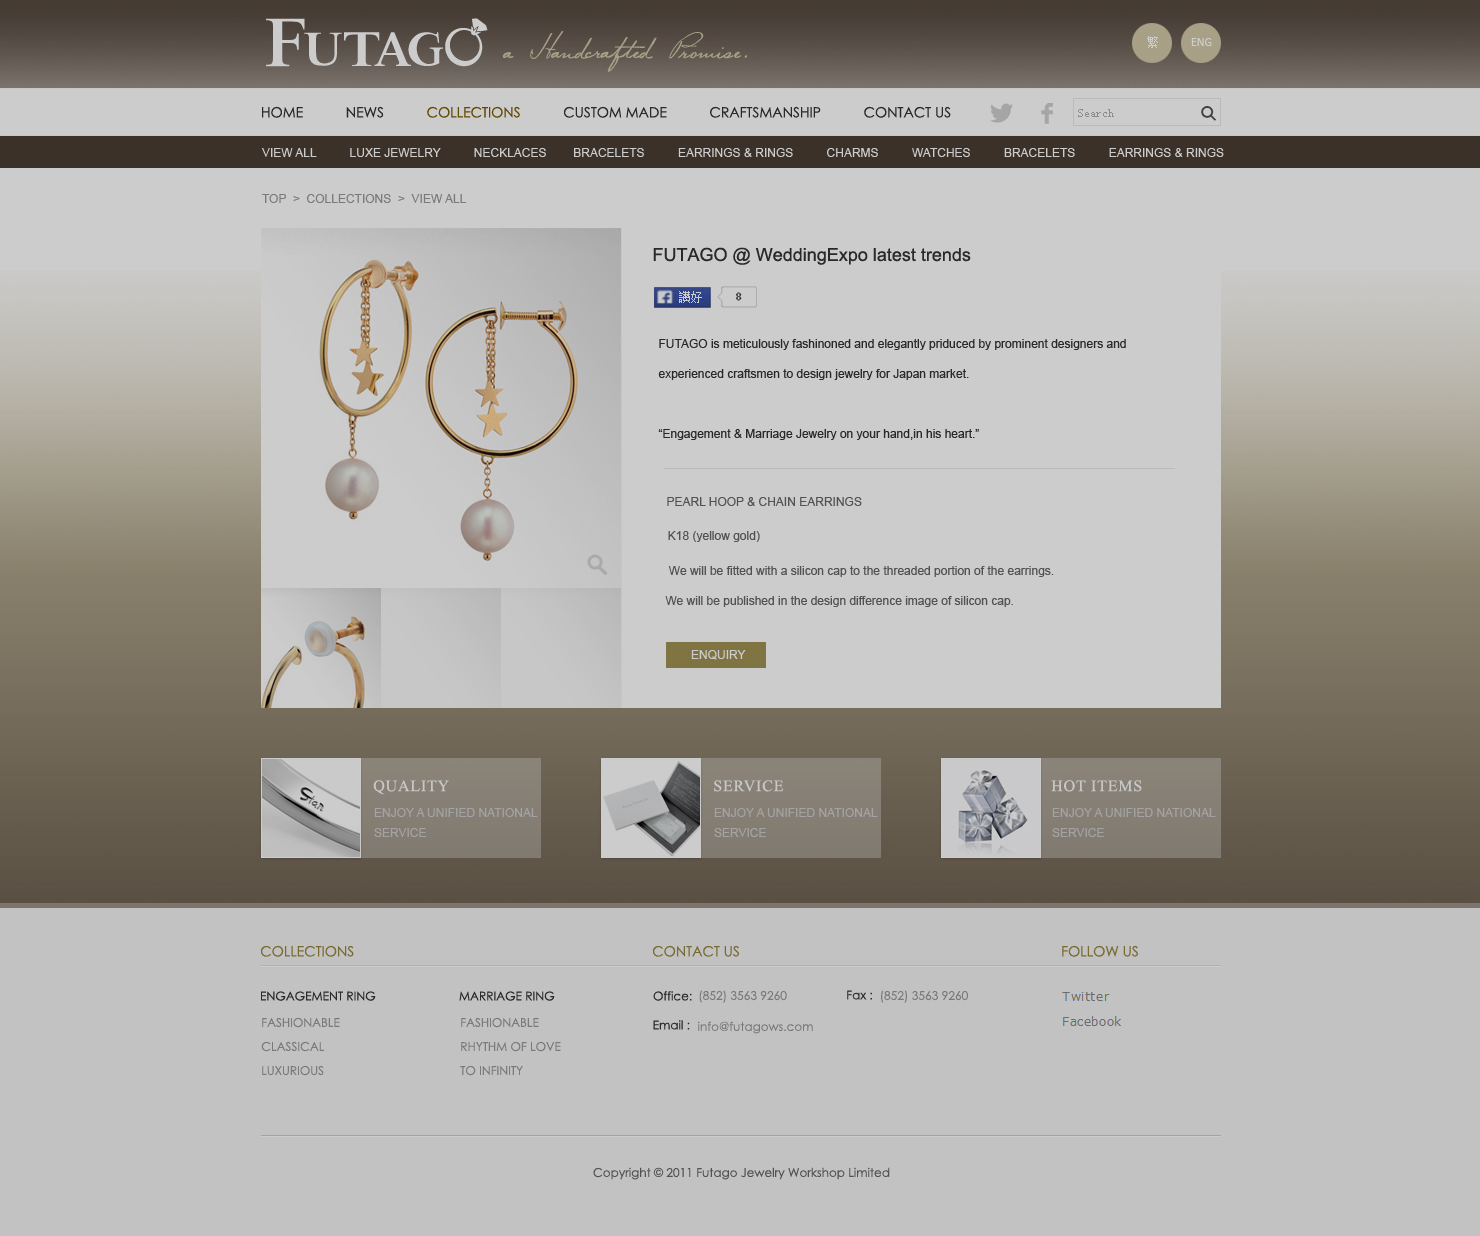 FUTAGO a Handcrafted Promise.
繁 ENG
HOME NEWS COLLECTIONS CUSTOM MADE CRAFTSMANSHIP CONTACT US Search
VIEW ALL LUXE JEWELRY NECKLACES BRACELETS EARRINGS & RINGS CHARMS WATCHES BRACELETS EARRINGS & RINGS
TOP > COLLECTIONS > VIEW ALL
FUTAGO @ WeddingExpo latest trends
讚好 8
FUTAGO is meticulously fashinoned and elegantly priduced by prominent designers and
experienced craftsmen to design jewelry for Japan market.
“Engagement & Marriage Jewelry on your hand,in his heart.”
PEARL HOOP & CHAIN EARRINGS
K18 (yellow gold)
We will be fitted with a silicon cap to the threaded portion of the earrings.
We will be published in the design difference image of silicon cap.
ENQUIRY
QUALITY
ENJOY A UNIFIED NATIONAL
SERVICE
SERVICE
ENJOY A UNIFIED NATIONAL
SERVICE
HOT ITEMS
ENJOY A UNIFIED NATIONAL
SERVICE
COLLECTIONS
ENGAGEMENT RING
FASHIONABLE
CLASSICAL
LUXURIOUS
MARRIAGE RING
FASHIONABLE
RHYTHM OF LOVE
TO INFINITY
CONTACT US
Office: (852) 3563 9260 Fax : (852) 3563 9260
Email : info@futagows.com
FOLLOW US
Twitter
Facebook
Copyright © 2011 Futago Jewelry Workshop Limited